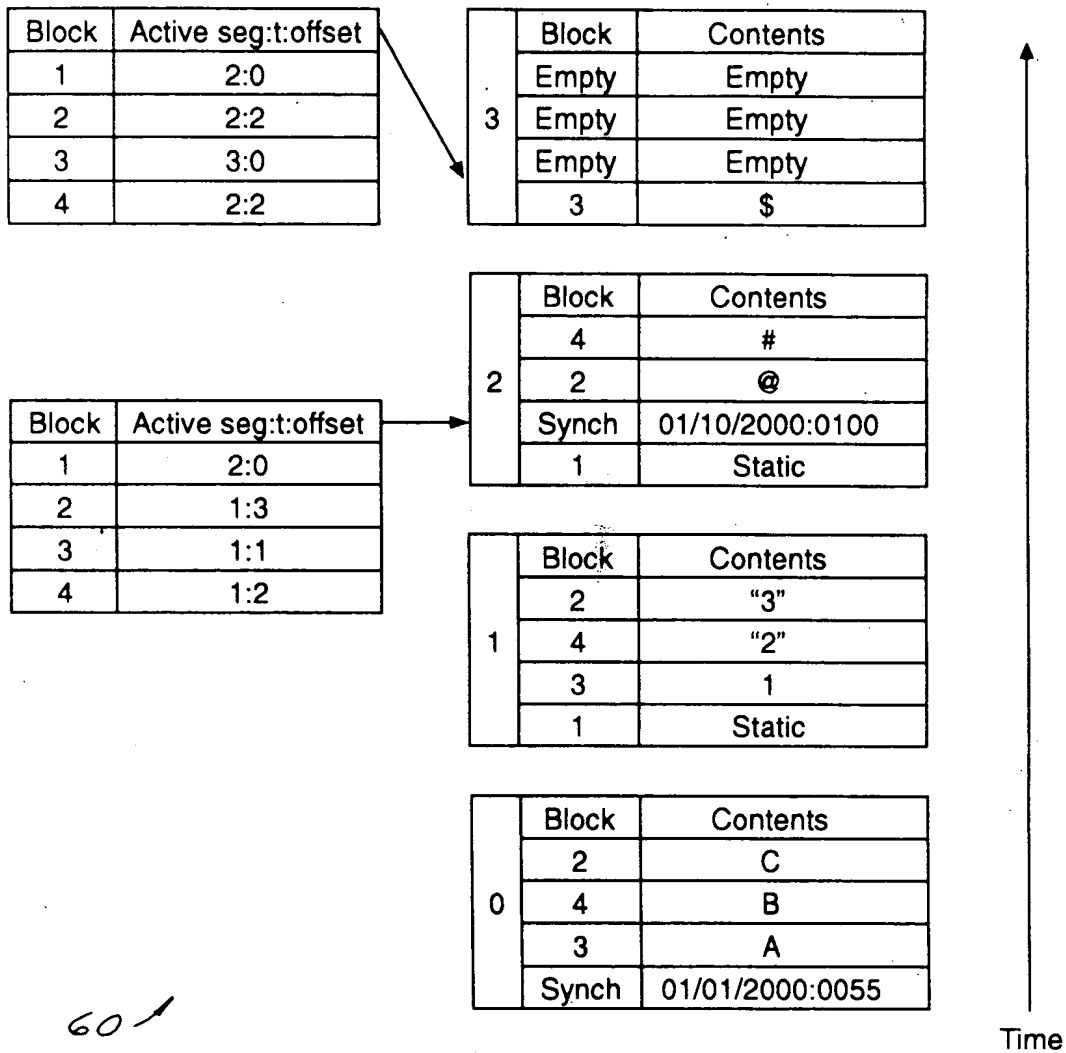 Block Active seg:t:offset
1 2:0
2 2:2
3 3:0
4 2:2
3
Block Contents
Empty Empty
Empty Empty
Empty Empty
3 $
2
Block Contents
4 #
2 @
Synch 01/10/2000:0100
1 Static
Block Active seg:t:offset
1 2:0
2 1:3
3 1:1
4 1:2
1
Block Contents
2 “3”
4 “2”
3 1
1 Static
0
Block Contents
2 C
4 B
3 A
Synch 01/01/2000:0055
60
Time